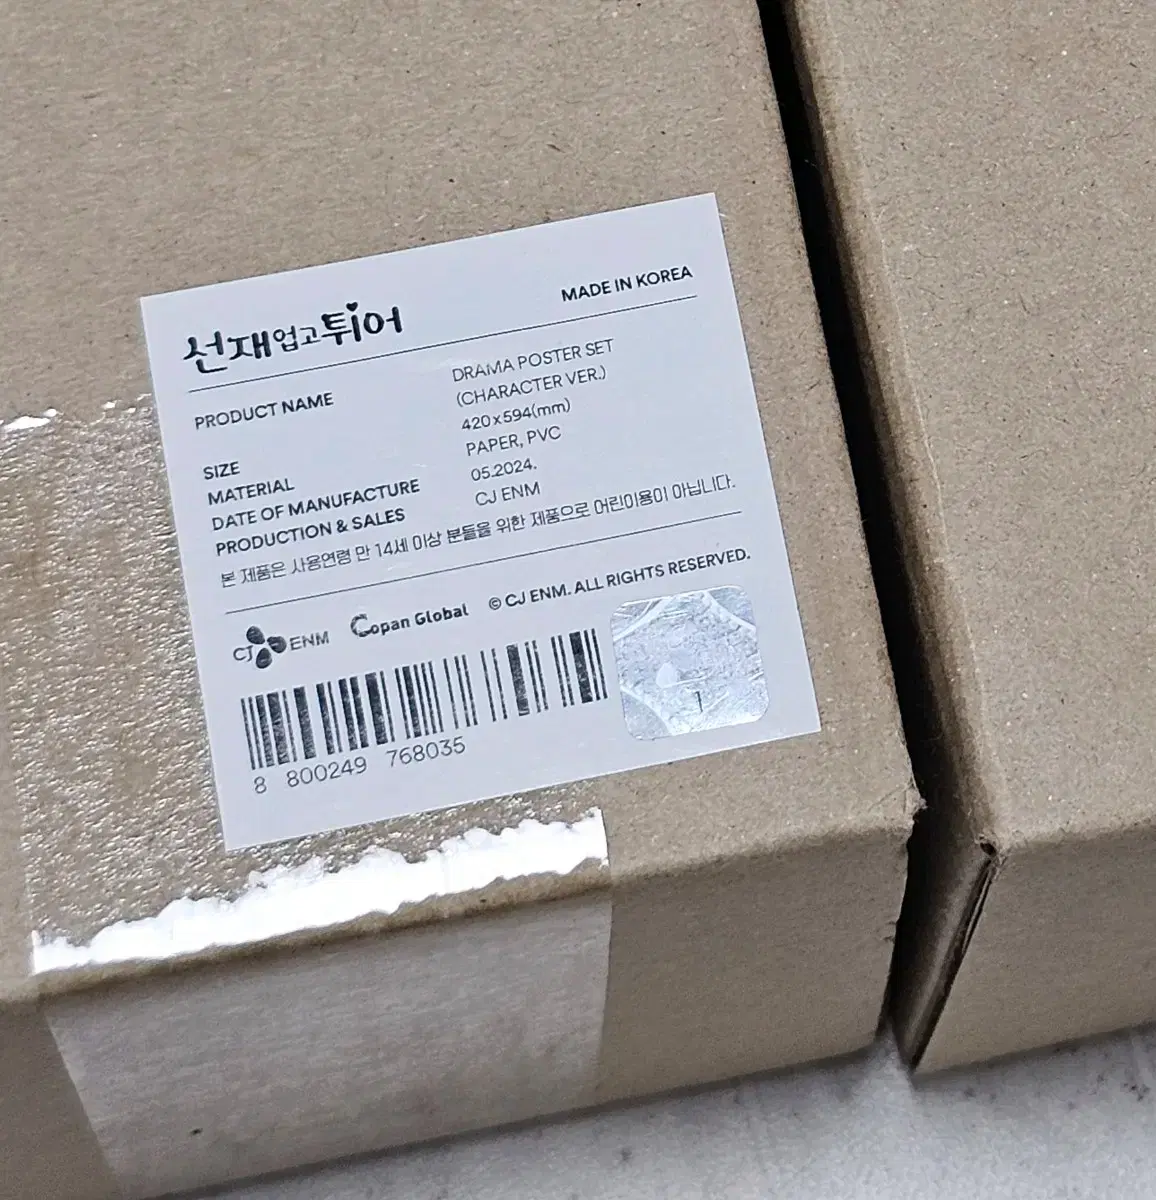 선재업고튀어
MADE IN KOREA
PRODUCT NAME DRAMA POSTER SET
(CHARACTER VER.)
SIZE 420x594(mm)
MATERIAL PAPER, PVC
DATE OF MANUFACTURE 05.2024.
PRODUCTION & SALES CJ ENM
본 제품은 사용연령 만 14세 이상 분들을 위한 제품으로 어린이용이 아닙니다.
CJ ENM Copan Global © CJ ENM. ALL RIGHTS RESERVED.
8 800249 768035
1